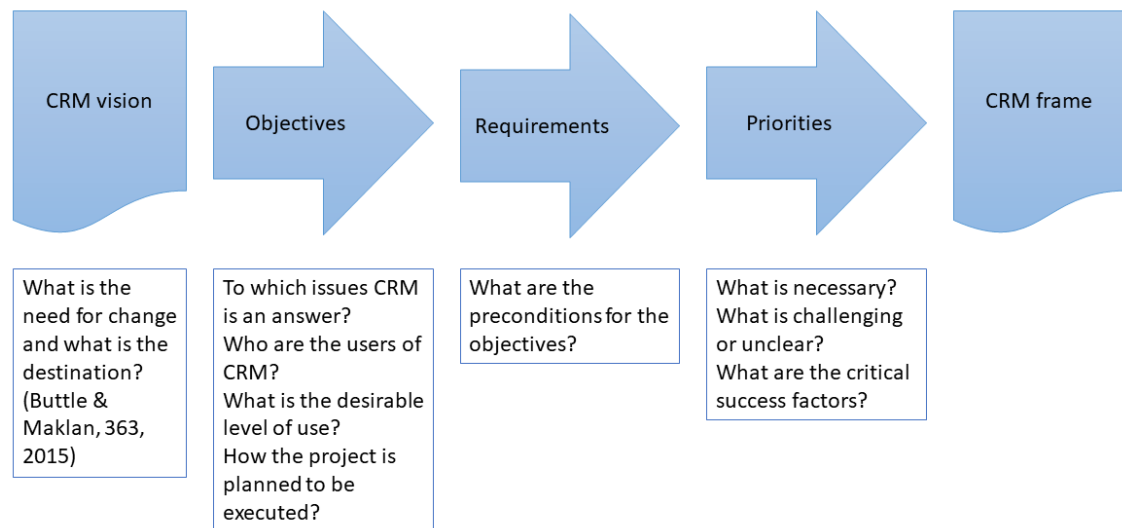 CRM vision
Objectives
Requirements
Priorities
CRM frame
What is the
need for change
and what is the
destination?
(Buttle &
Maklan, 363,
2015)
To which issues CRM
is an answer?
Who are the users of
CRM?
What is the desirable
level of use?
How the project is
planned to be
executed?
What are the
preconditions for the
objectives?
What is necessary?
What is challenging
or unclear?
What are the critical
success factors?